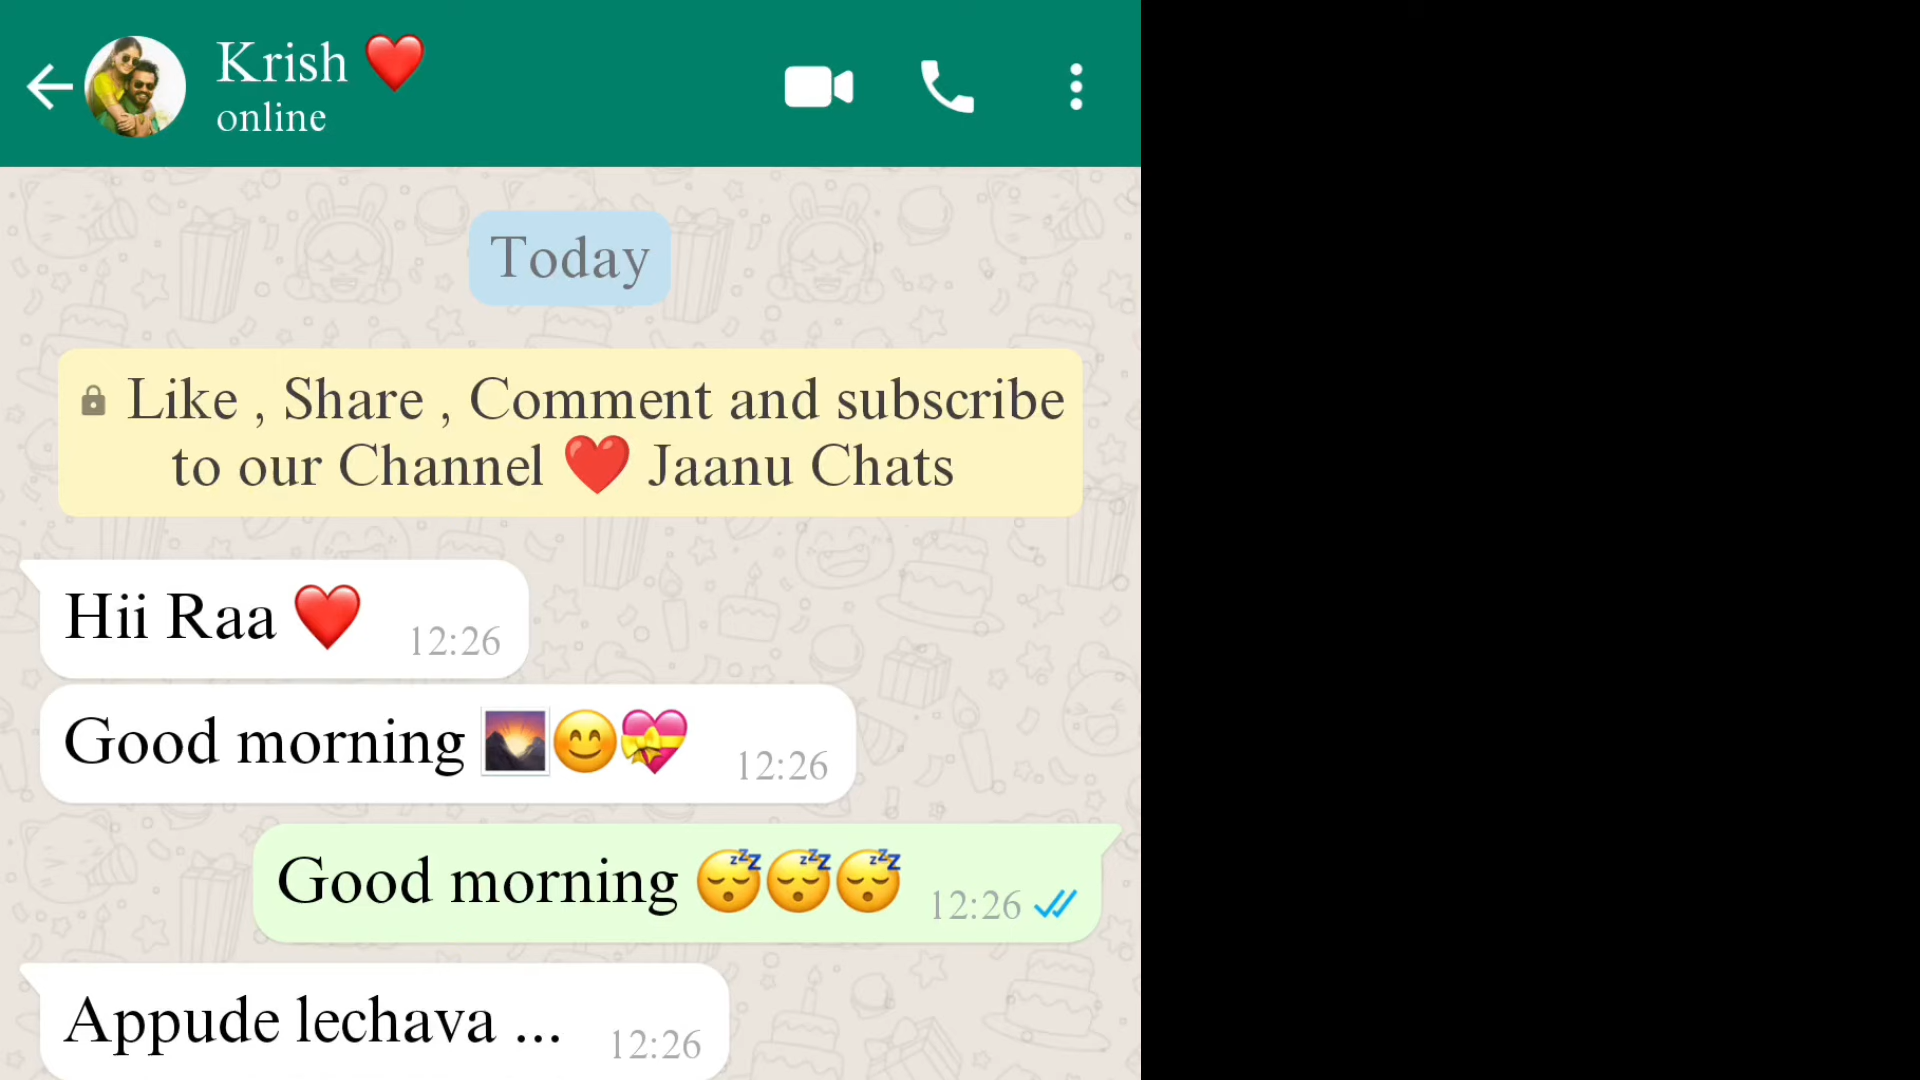 Krish ❤️
online
Today
Like , Share , Comment and subscribe
to our Channel ❤️ Jaanu Chats
Hii Raa ❤️ 12:26
Good morning 🌄😊💝 12:26
Good morning 😴😴😴 12:26
Appude lechava ... 12:26